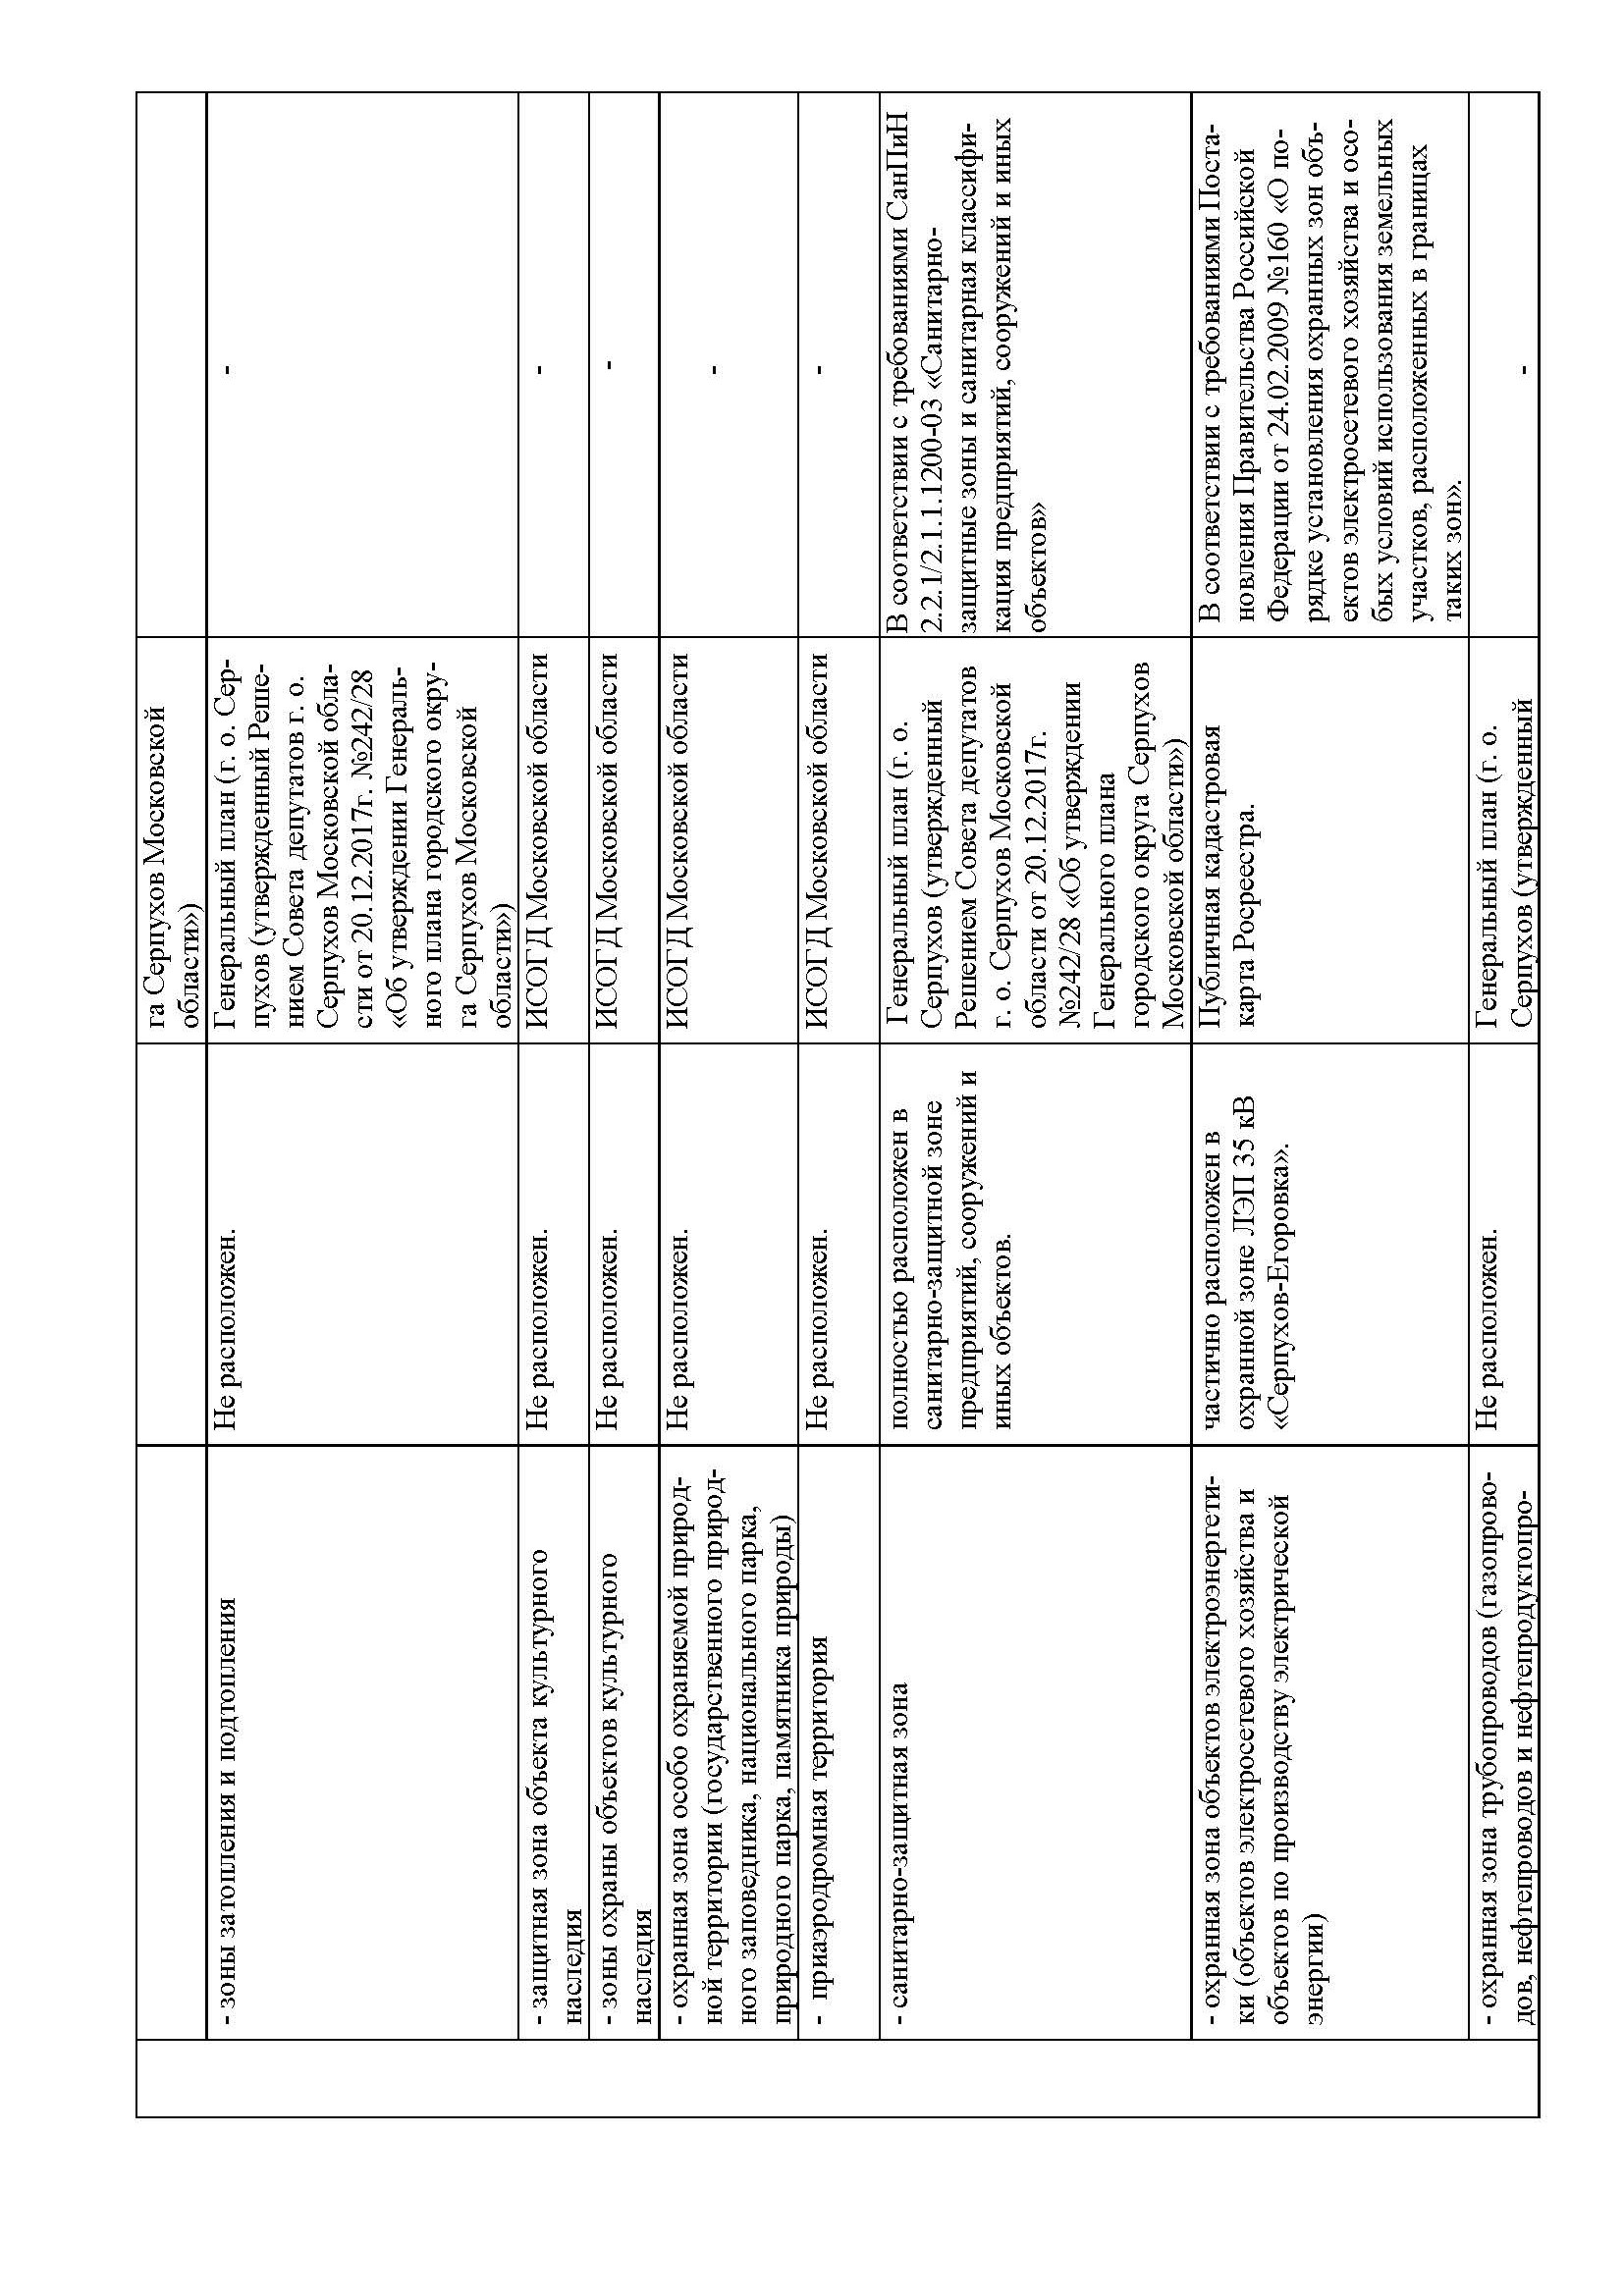 га Серпухов Московской
области»)
- зоны затопления и подтопления
Не расположен.
Генеральный план (г. о. Сер-
пухов (утвержденный Реше-
нием Совета депутатов г. о.
Серпухов Московской обла-
сти от 20.12.2017г. №242/28
«Об утверждении Генераль-
ного плана городского окру-
га Серпухов Московской
области»)
-
- защитная зона объекта культурного
наследия
Не расположен.
ИСОГД Московской области
-
- зоны охраны объектов культурного
наследия
Не расположен.
ИСОГД Московской области
-
- охранная зона особо охраняемой природ-
ной территории (государственного природ-
ного заповедника, национального парка,
природного парка, памятника природы)
Не расположен.
ИСОГД Московской области
-
- приаэродромная территория
Не расположен.
ИСОГД Московской области
-
- санитарно-защитная зона
полностью расположен в
санитарно-защитной зоне
предприятий, сооружений и
иных объектов.
Генеральный план (г. о.
Серпухов (утвержденный
Решением Совета депутатов
г. о. Серпухов Московской
области от 20.12.2017г.
№242/28 «Об утверждении
Генерального плана
городского округа Серпухов
Московской области»)
В соответствии с требованиями СанПиН
2.2.1/2.1.1.1200-03 «Санитарно-
защитные зоны и санитарная классифи-
кация предприятий, сооружений и иных
объектов»
- охранная зона объектов электроэнергети-
ки (объектов электросетевого хозяйства и
объектов по производству электрической
энергии)
частично расположен в
охранной зоне ЛЭП 35 кВ
«Серпухов-Егоровка».
Публичная кадастровая
карта Росреестра.
В соответствии с требованиями Поста-
новления Правительства Российской
Федерации от 24.02.2009 №160 «О по-
рядке установления охранных зон объ-
ектов электросетевого хозяйства и осо-
бых условий использования земельных
участков, расположенных в границах
таких зон».
- охранная зона трубопроводов (газопрово-
дов, нефтепроводов и нефтепродуктопро-
Не расположен.
Генеральный план (г. о.
Серпухов (утвержденный
-